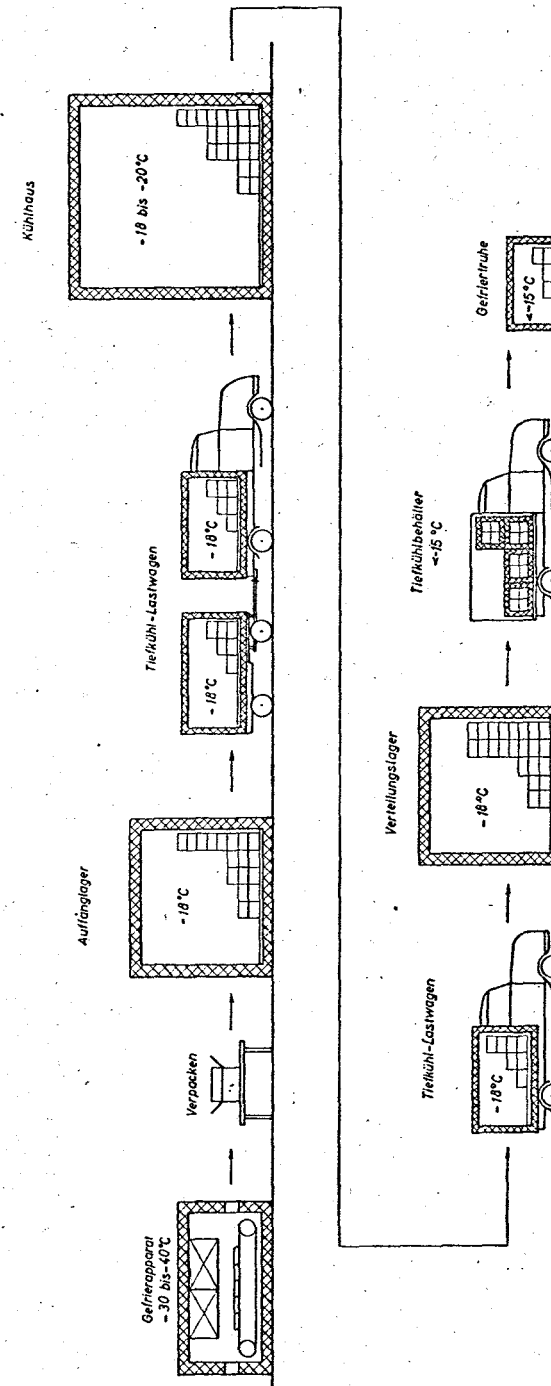 Gefrierapparat
- 30 bis-40°C
Verpacken
Auffanglager
-18°C
Tiefkühl-Lastwagen
- 18°C
- 18°C
Kühlhaus
- 18 bis -20°C
Tiefkühl-Lastwagen
-18°C
Verteilungslager
-18°C
Tiefkühlbehälter
<-15 °C
Gefriertruhe
<-15°C